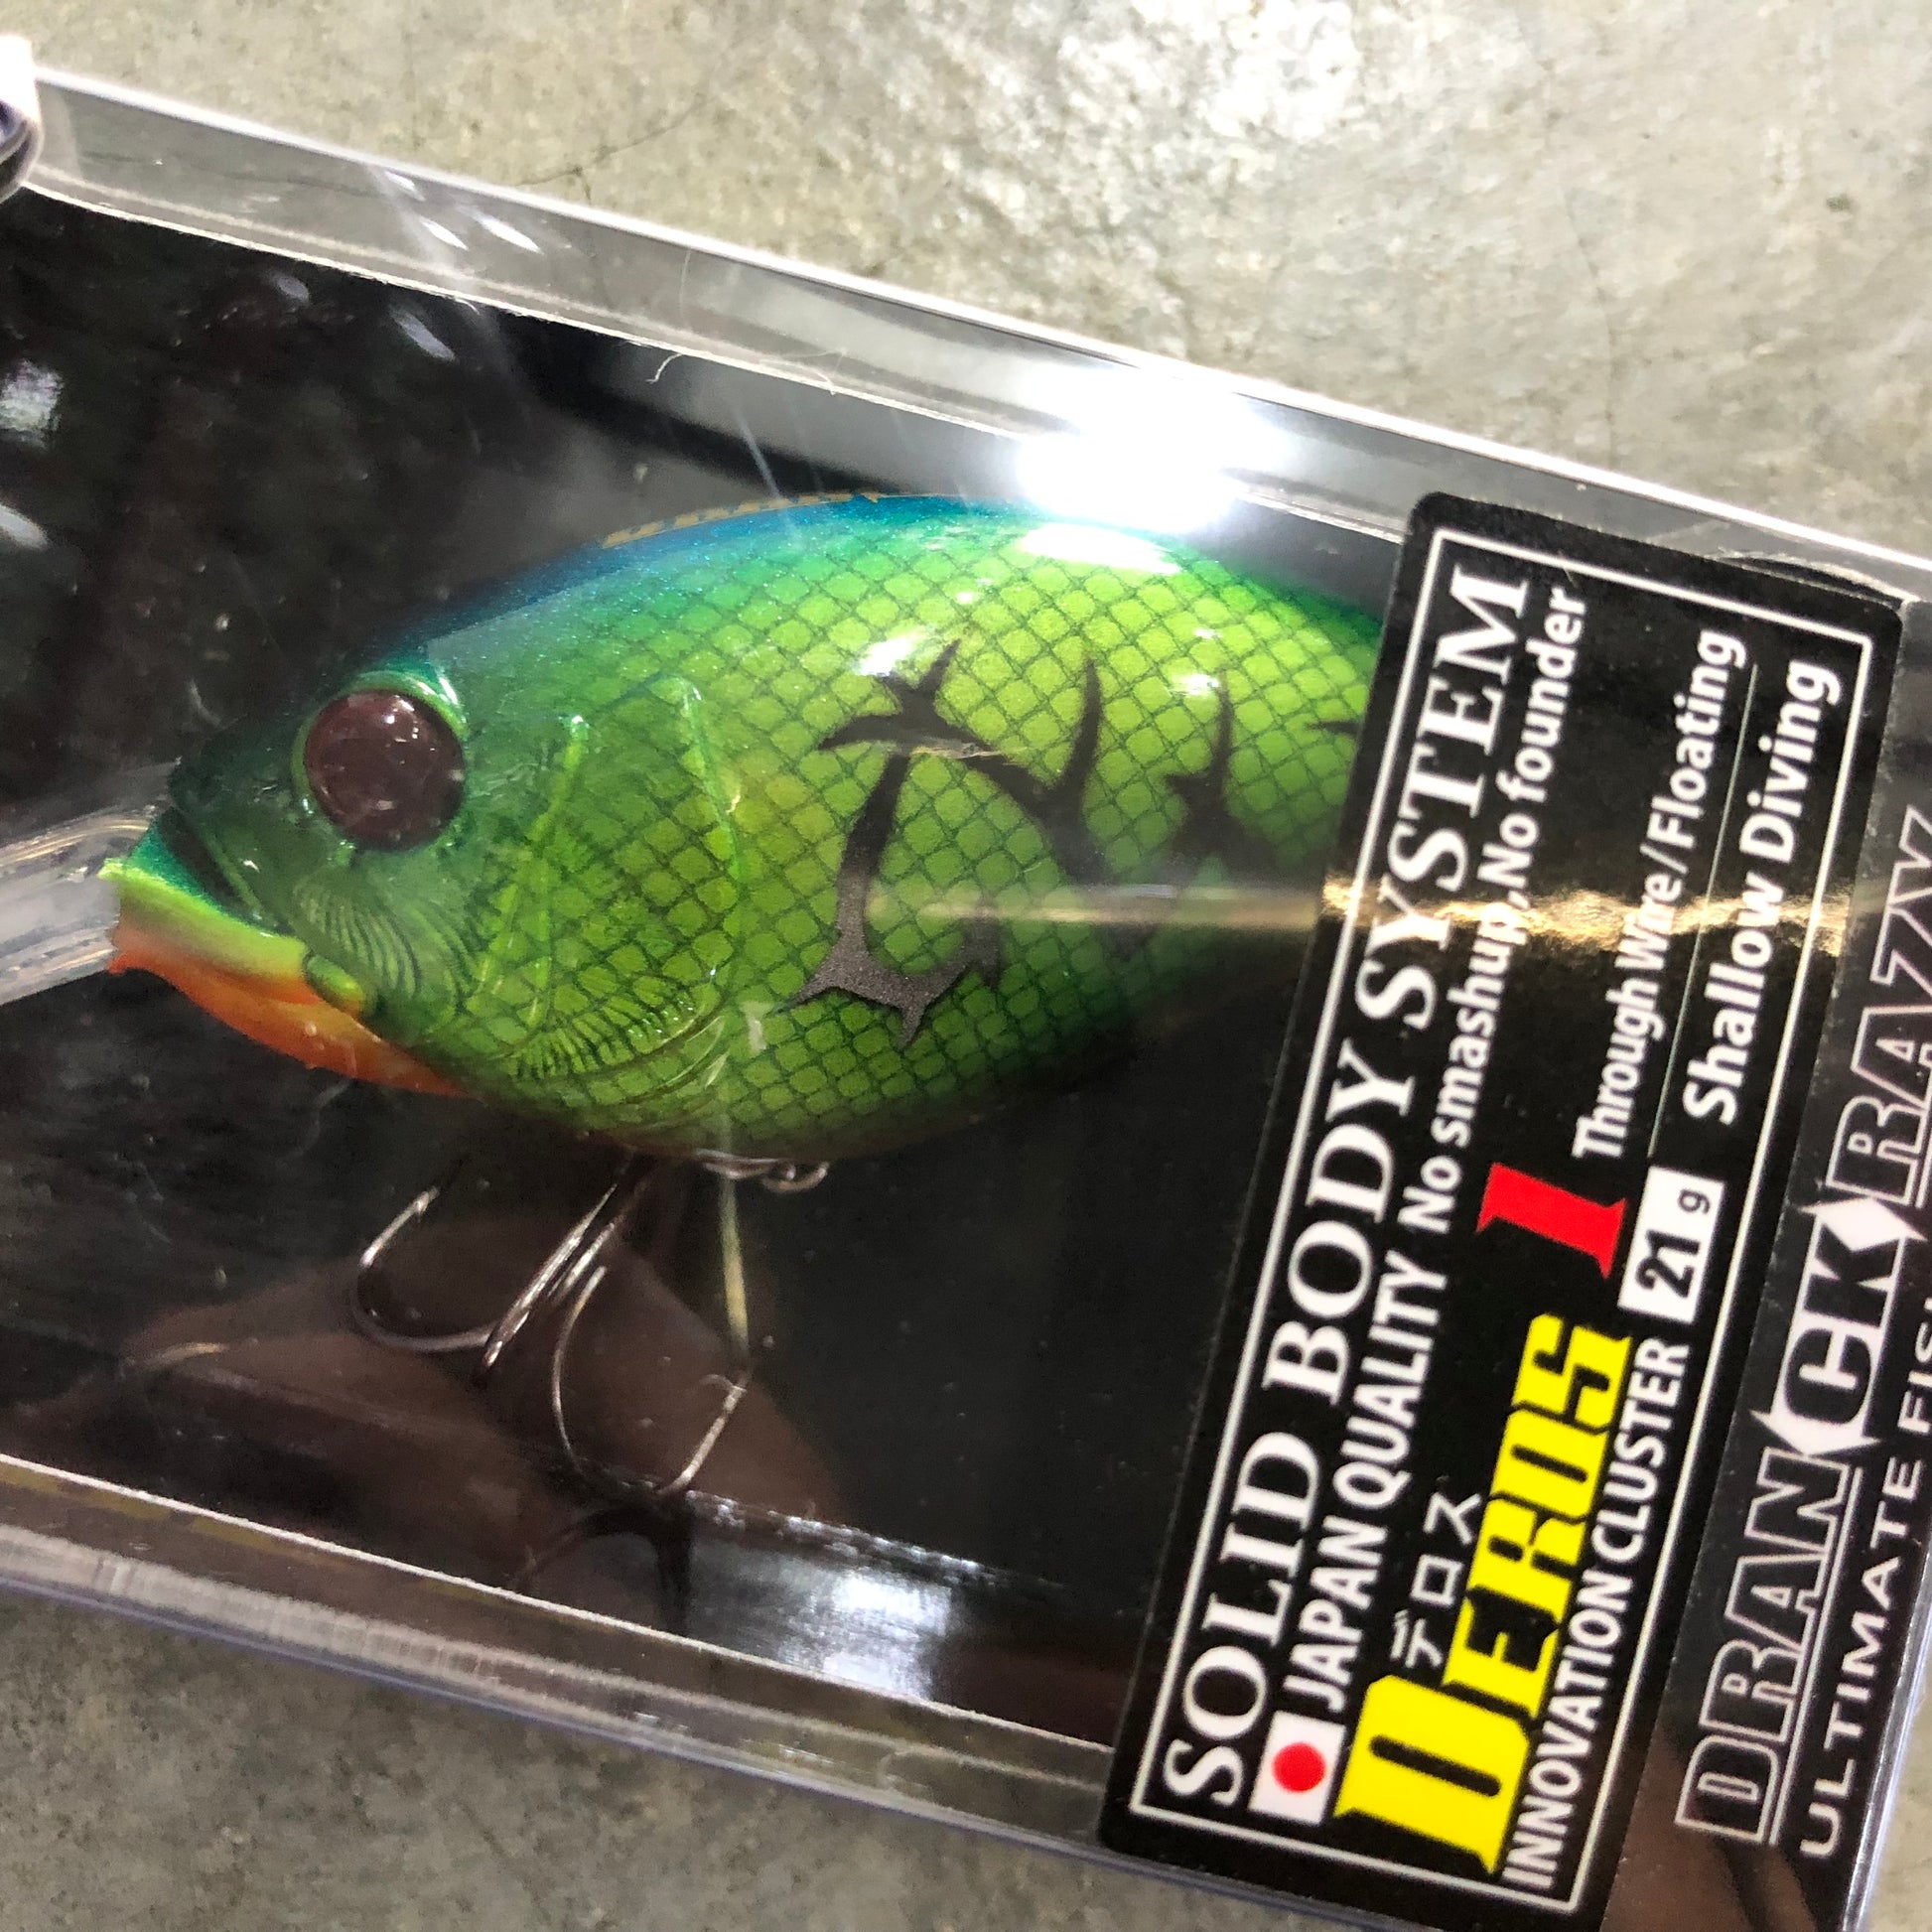 SOLID BODY SYSTEM
JAPAN QUALITY No smashup,No founder
デロス
DEROS I
Through Wire/Floating
INNOVATION CLUSTER 21g
Shallow Diving
DRANCKRAZY
ULTIMATE